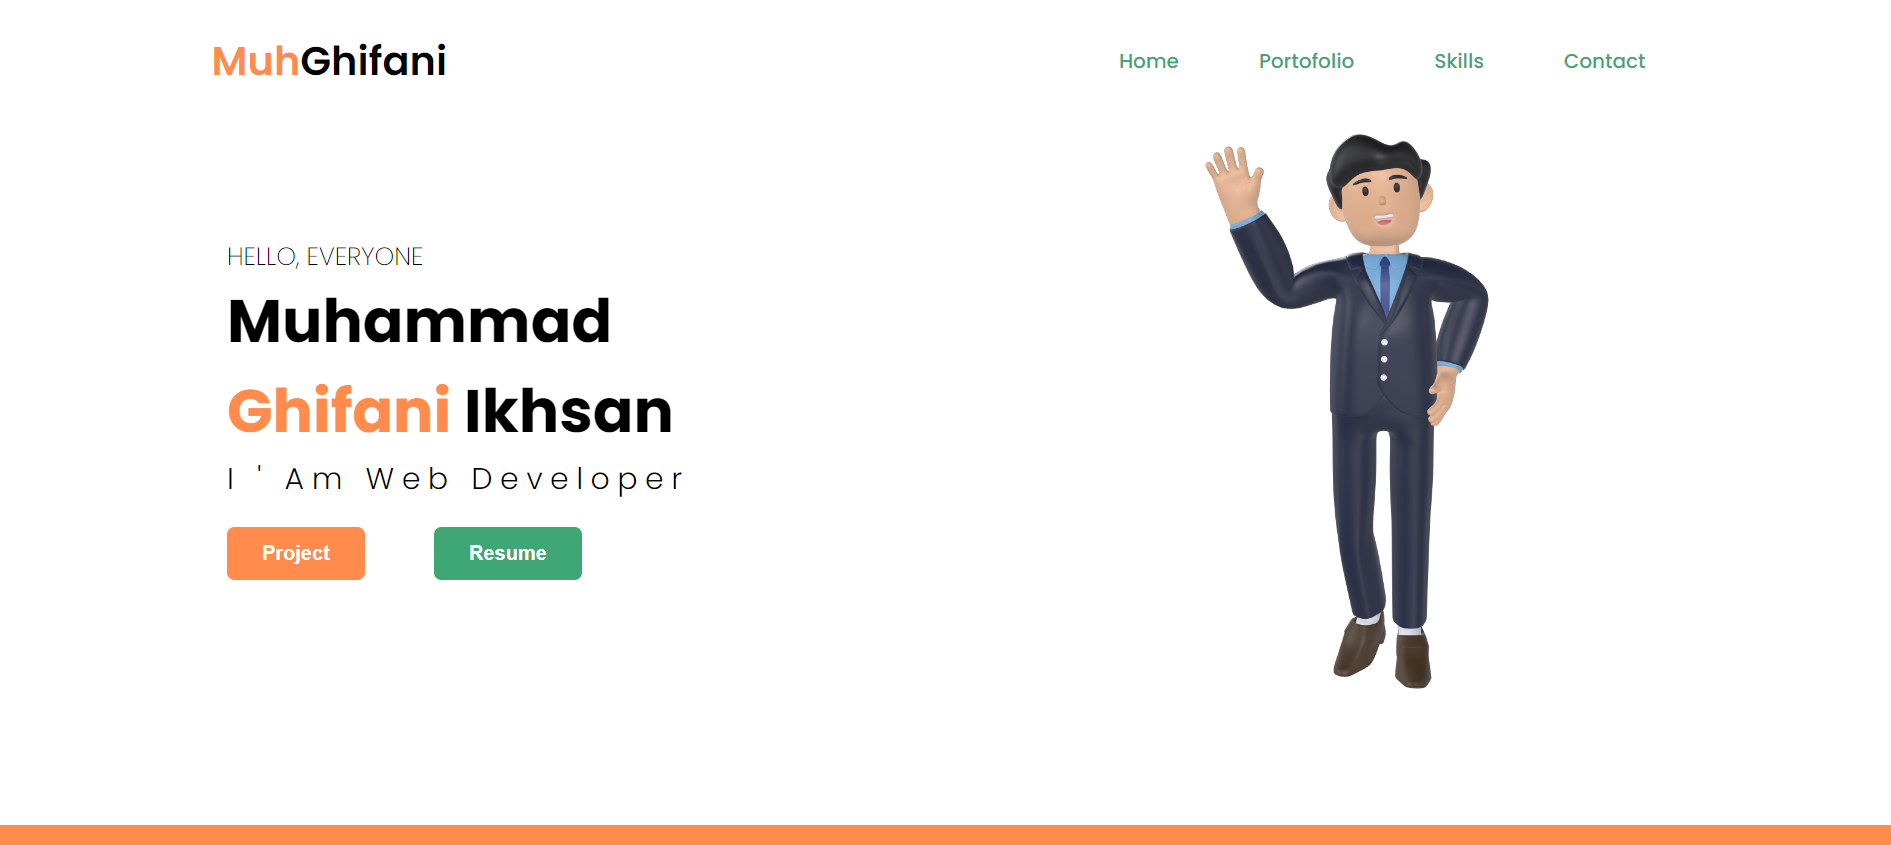 MuhGhifani
Home Portofolio Skills Contact
HELLO, EVERYONE
Muhammad
Ghifani Ikhsan
I ' Am Web Developer
Project Resume